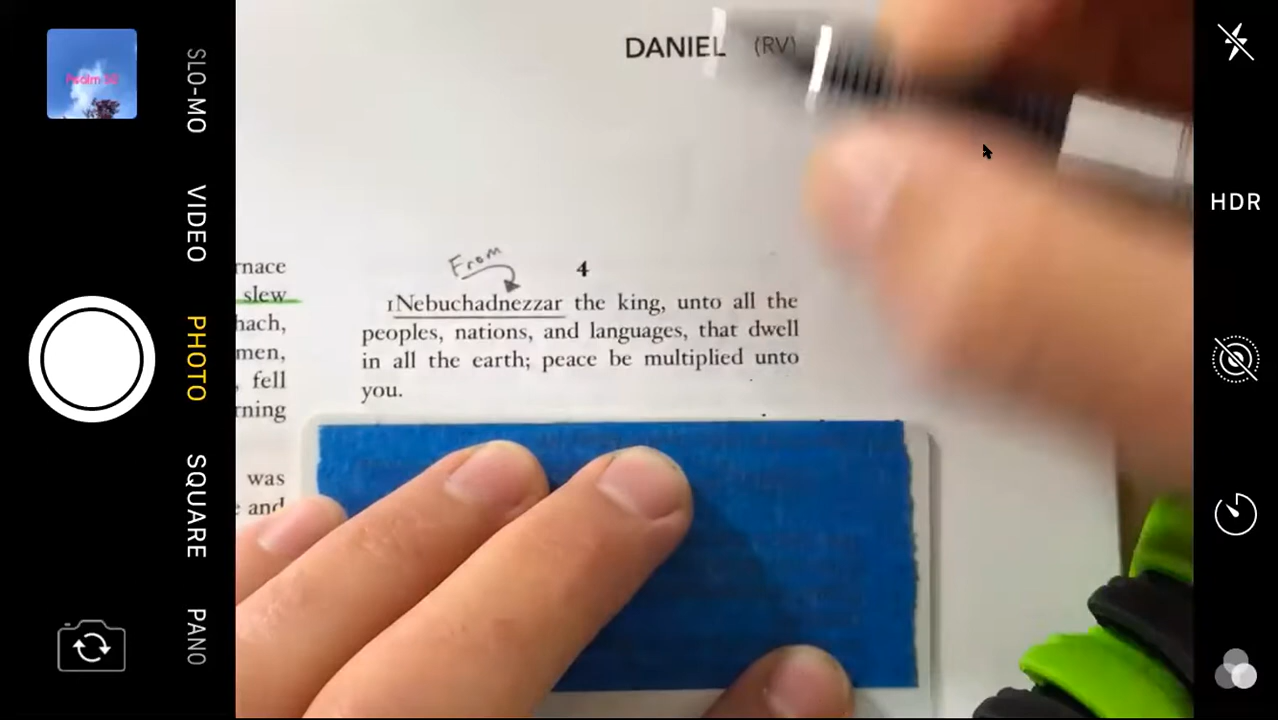 Psalm
SLO-MO
VIDEO
PHOTO
SQUARE
PANO
DANIEL (RV)
rnace
slew
hach,
men,
fell
rning
was
and
From
4
1Nebuchadnezzar the king, unto all the
peoples, nations, and languages, that dwell
in all the earth; peace be multiplied unto
you.
HDR